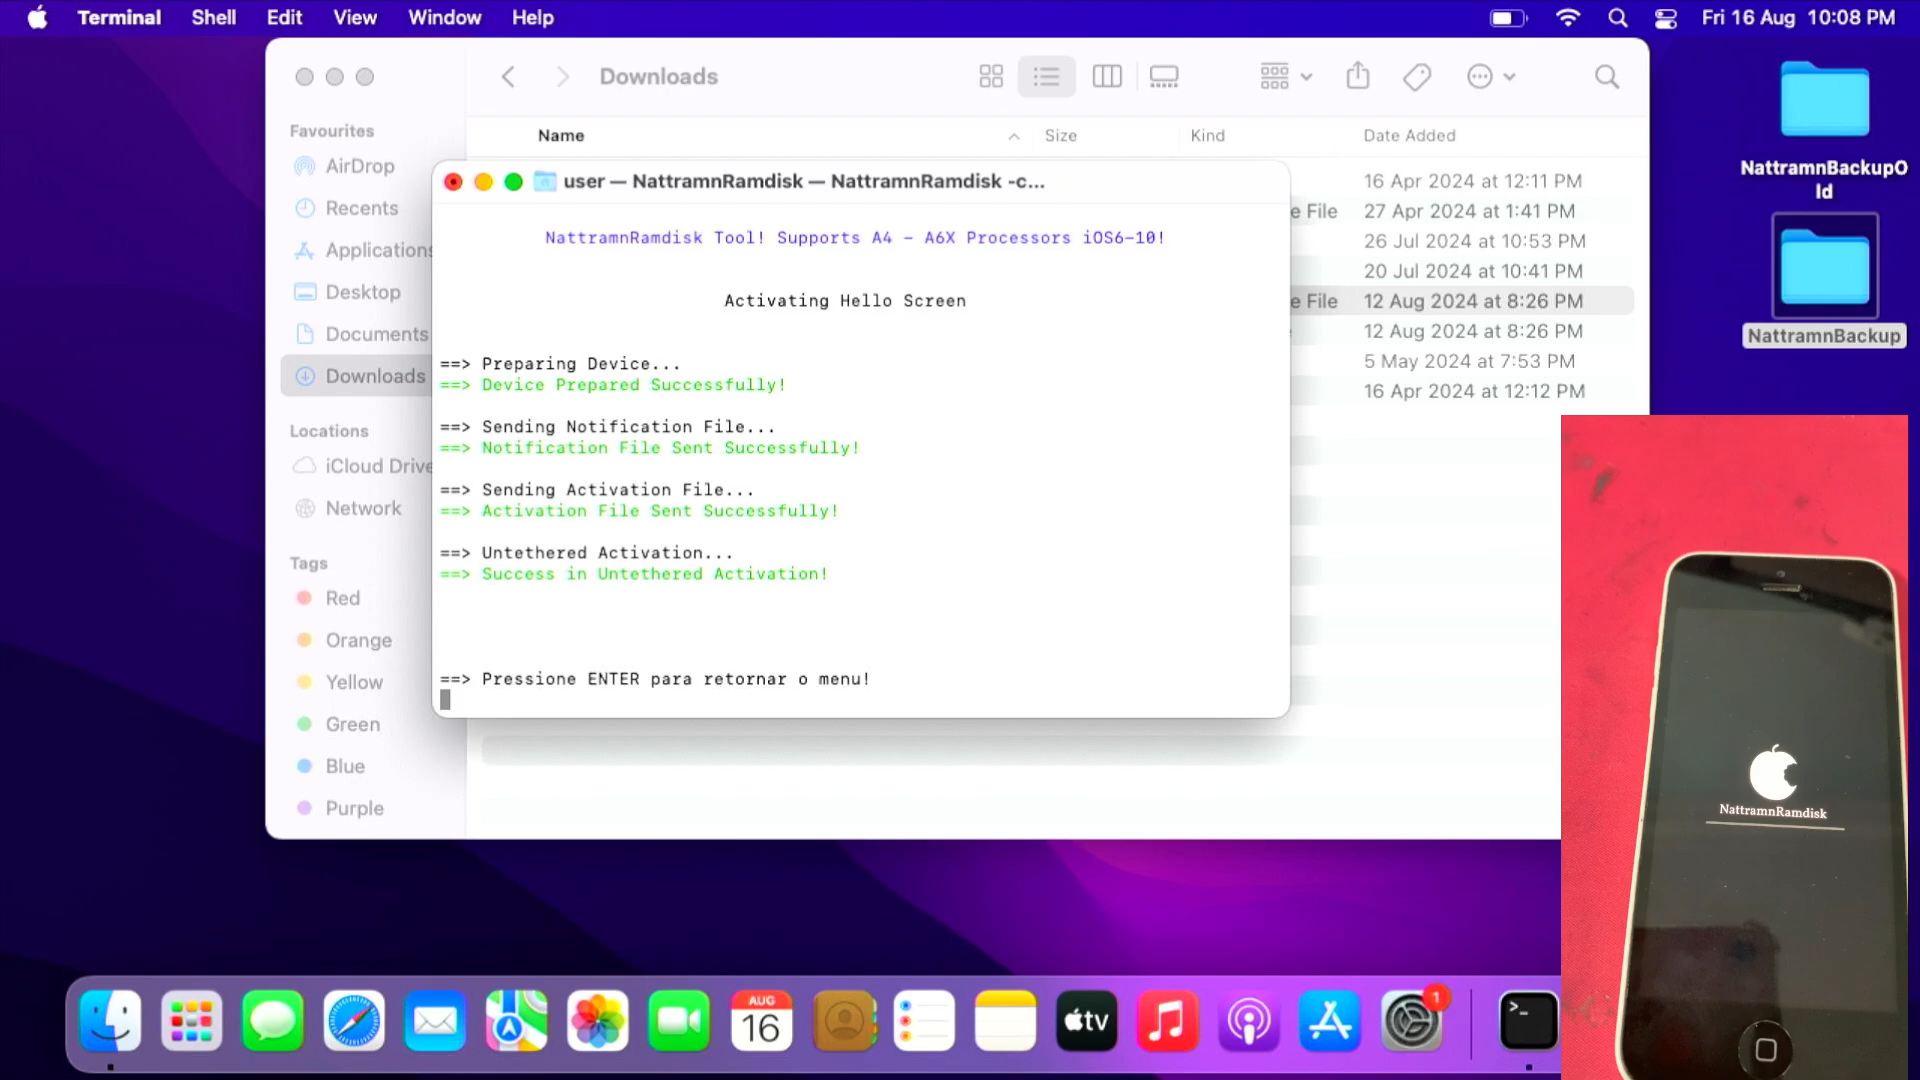 Terminal Shell Edit View Window Help Fri 16 Aug 10:08 PM
Downloads
Favourites
AirDrop
Recents
Applications
Desktop
Documents
Downloads
Locations
iCloud Drive
Network
Tags
Red
Orange
Yellow
Green
Blue
Purple
Name Size Kind Date Added
16 Apr 2024 at 12:11 PM
e File 27 Apr 2024 at 1:41 PM
26 Jul 2024 at 10:53 PM
20 Jul 2024 at 10:41 PM
e File 12 Aug 2024 at 8:26 PM
12 Aug 2024 at 8:26 PM
5 May 2024 at 7:53 PM
16 Apr 2024 at 12:12 PM
user — NattramnRamdisk — NattramnRamdisk -c...
NattramnRamdisk Tool! Supports A4 - A6X Processors iOS6-10!
Activating Hello Screen
==> Preparing Device...
==> Device Prepared Successfully!
==> Sending Notification File...
==> Notification File Sent Successfully!
==> Sending Activation File...
==> Activation File Sent Successfully!
==> Untethered Activation...
==> Success in Untethered Activation!
==> Pressione ENTER para retornar o menu!
NattramnBackupO
ld
NattramnBackup
NattramnRamdisk
AUG
16
tv
1
>_